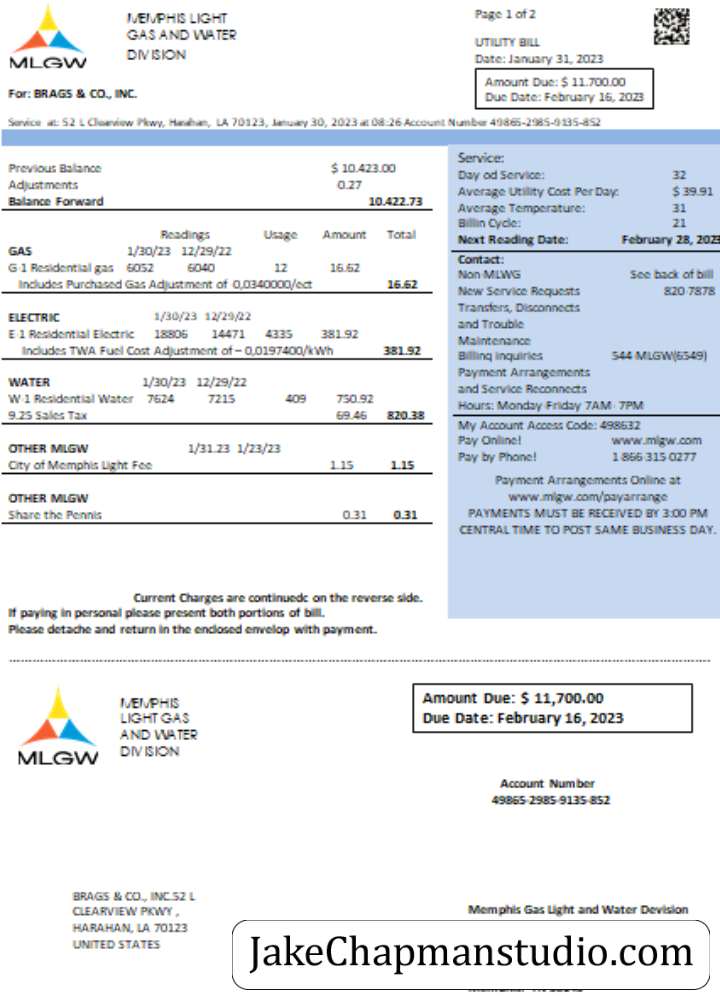 MLGW
MEMPHIS LIGHT
GAS AND WATER
DIVISION
Page 1 of 2
UTILITY BILL
Date: January 31, 2023
Amount Due: $ 11.700.00
Due Date: February 16, 2023
For: BRAGS & CO., INC.
Service at: 52 L Clearview Pkwy, Harahan, LA 70123, January 30, 2023 at 08:26 Account Number 49865-2985-9135-852
Previous Balance $ 10.423.00
Adjustments 0.27
Balance Forward 10.422.73
Readings Usage Amount Total
GAS 1/30/23 12/29/22
G-1 Residential gas 6052 6040 12 16.62
Includes Purchased Gas Adjustment of 0,0340000/ect 16.62
ELECTRIC 1/30/23 12/29/22
E-1 Residential Electric 18806 14471 4335 381.92
Includes TWA Fuel Cost Adjustment of – 0,0197400/kWh 381.92
WATER 1/30/23 12/29/22
W-1 Residential Water 7624 7215 409 750.92
9.25 Sales Tax 69.46 820.38
OTHER MLGW 1/31.23 1/23/23
City of Memphis Light Fee 1.15 1.15
OTHER MLGW
Share the Pennis 0.31 0.31
Current Charges are continuedc on the reverse side.
If paying in personal please present both portions of bill.
Please detache and return in the enclosed envelop with payment.
Service:
Day od Service: 32
Average Utility Cost Per Day: $ 39.91
Average Temperature: 31
Billin Cycle: 21
Next Reading Date: February 28, 2023
Contact:
Non MLWG See back of bill
New Service Requests 820-7878
Transfers, Disconnects
and Trouble
Maintenance
Billing inquiries 544-MLGW(6549)
Payment Arrangements
and Service Reconnects
Hours: Monday-Friday 7AM- 7PM
My Account Access Code: 498632
Pay Online! www.mlgw.com
Pay by Phone! 1-866-315-0277
Payment Arrangements Online at
www.mlgw.com/payarrange
PAYMENTS MUST BE RECEIVED BY 3:00 PM
CENTRAL TIME TO POST SAME BUSINESS DAY.
MLGW
MEMPHIS
LIGHT GAS
AND WATER
DIVISION
Amount Due: $ 11,700.00
Due Date: February 16, 2023
Account Number
49865-2985-9135-852
BRAGS & CO., INC.52 L
CLEARVIEW PKWY ,
HARAHAN, LA 70123
UNITED STATES
Memphis Gas Light and Water Devision
JakeChapmanstudio.com